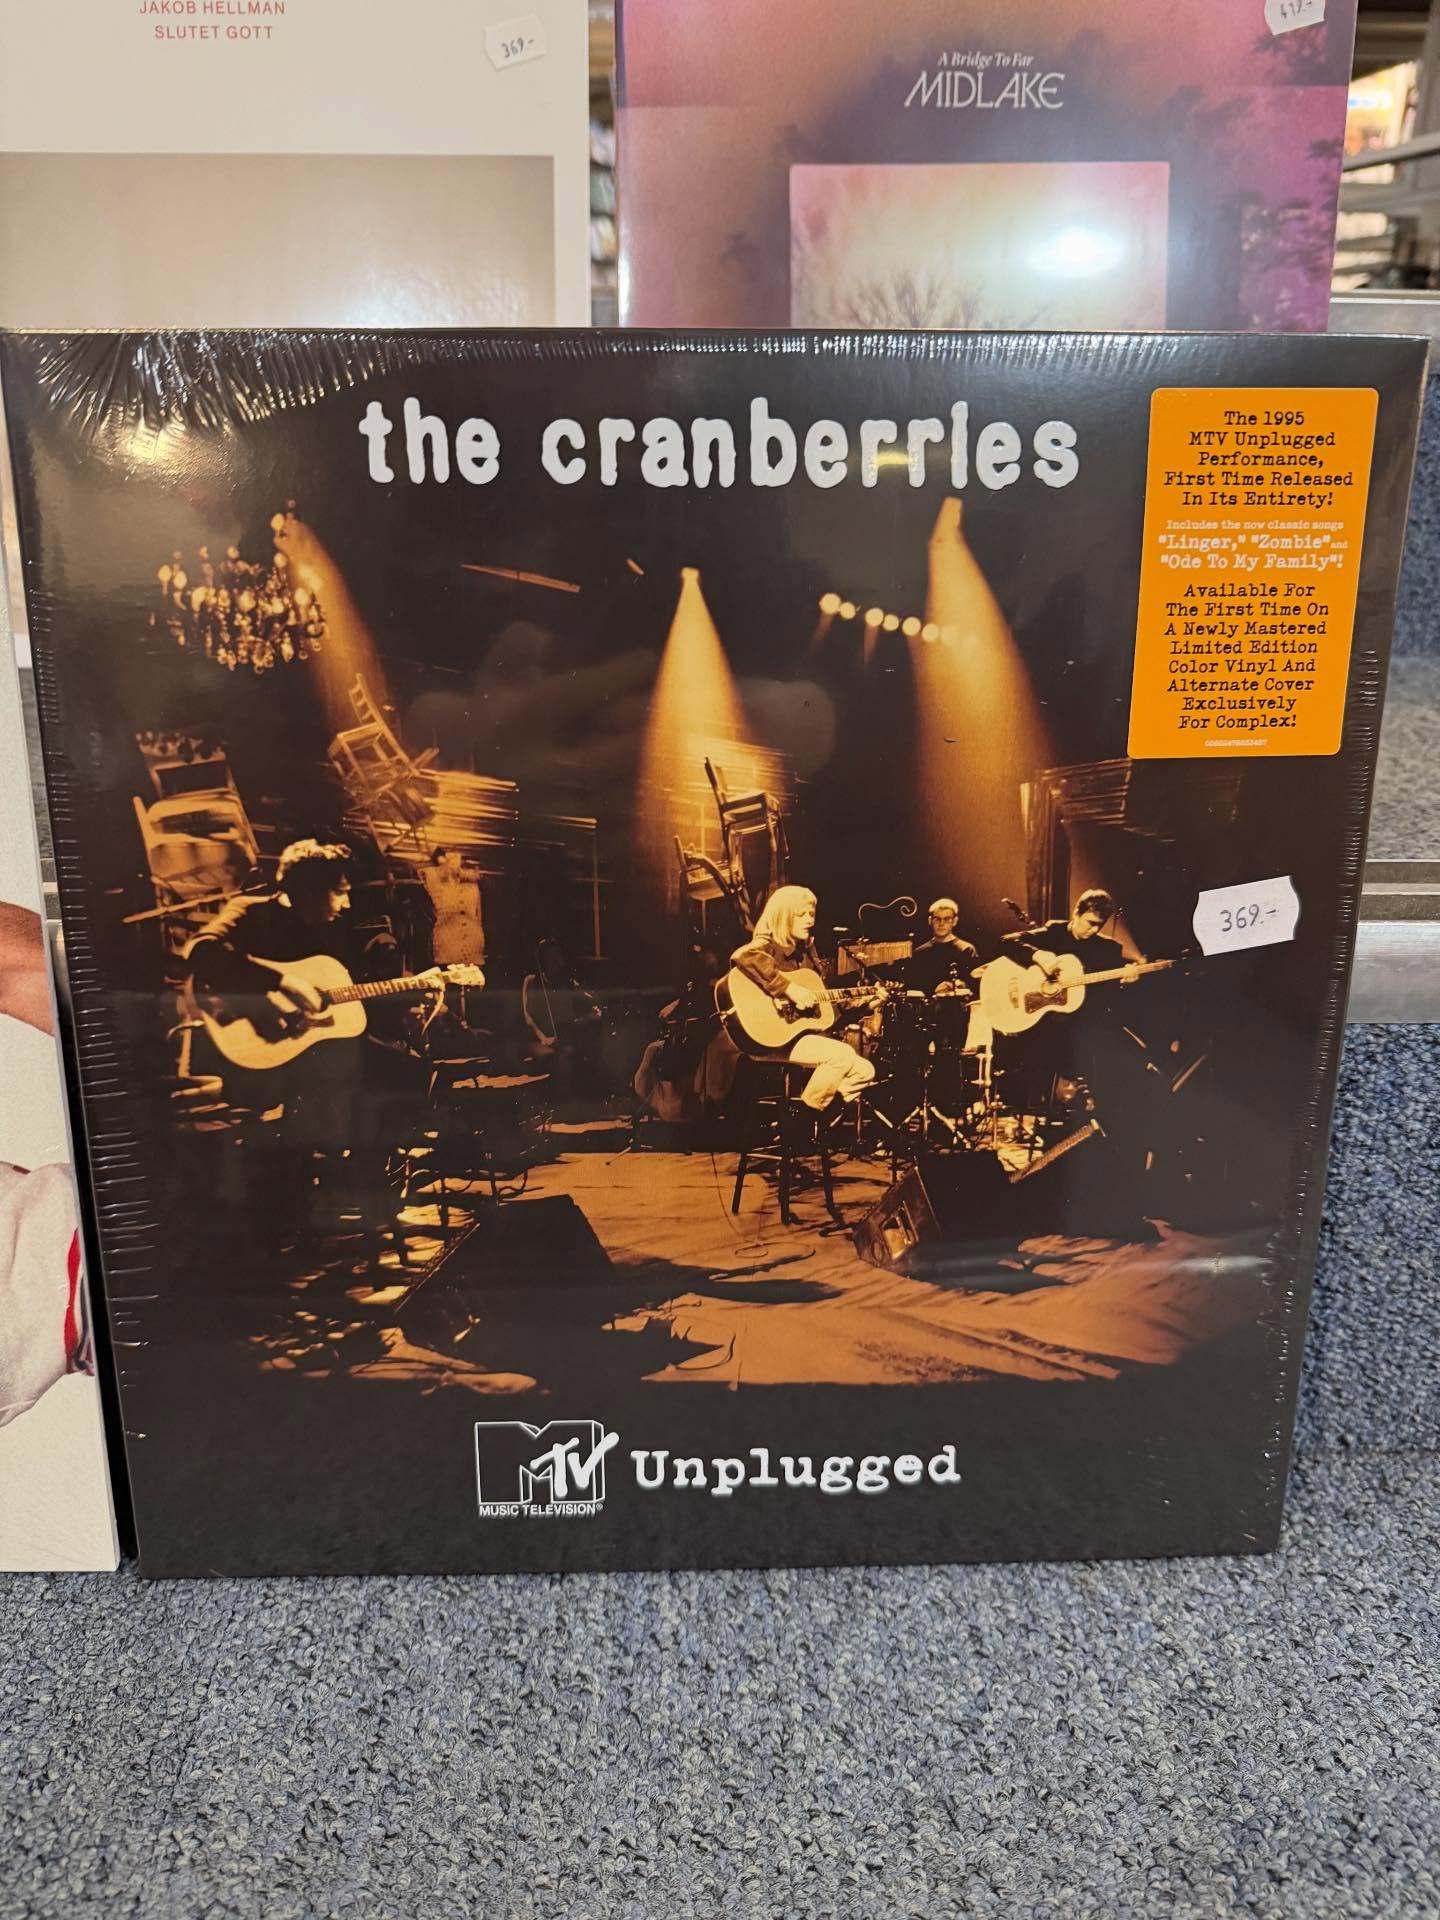 JAKOB HELLMAN
SLUTET GOTT
369.-
419.-
A Bridge To Far
MIDLAKE
the cranberries
The 1995
MTV Unplugged
Performance,
First Time Released
In Its Entirety!
Includes the now classic songs
"Linger," "Zombie" and
"Ode To My Family"!
Available For
The First Time On
A Newly Mastered
Limited Edition
Color Vinyl And
Alternate Cover
Exclusively
For Complex!
369.-
MTV Unplugged
MUSIC TELEVISION®